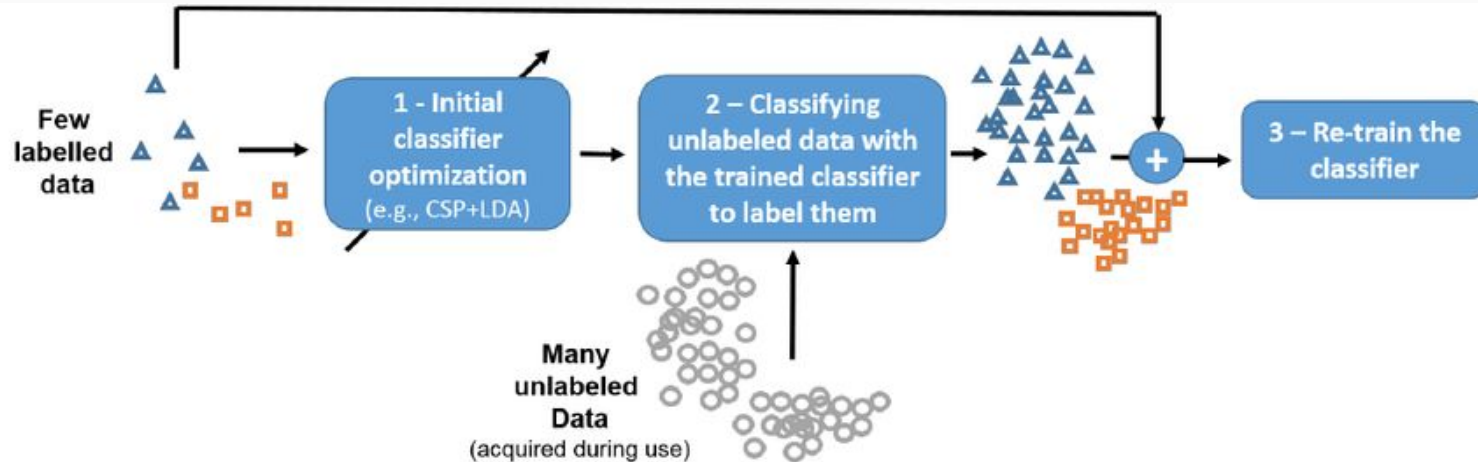 Few
labelled
data
1 - Initial
classifier
optimization
(e.g., CSP+LDA)
2 – Classifying
unlabeled data with
the trained classifier
to label them
+
3 – Re-train the
classifier
Many
unlabeled
Data
(acquired during use)